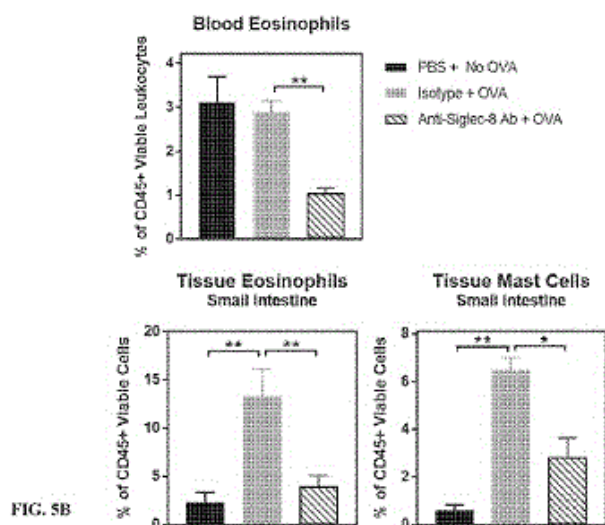 Blood Eosinophils
% of CD45+ Viable Leukocytes
4
3
2
1
0
**
PBS + No OVA
Isotype + OVA
Anti-Siglec-8 Ab + OVA
Tissue Eosinophils
Small Intestine
% of CD45+ Viable Cells
20
15
10
5
0
** **
Tissue Mast Cells
Small Intestine
% of CD45+ Viable Cells
8
6
4
2
0
** *
FIG. 5B